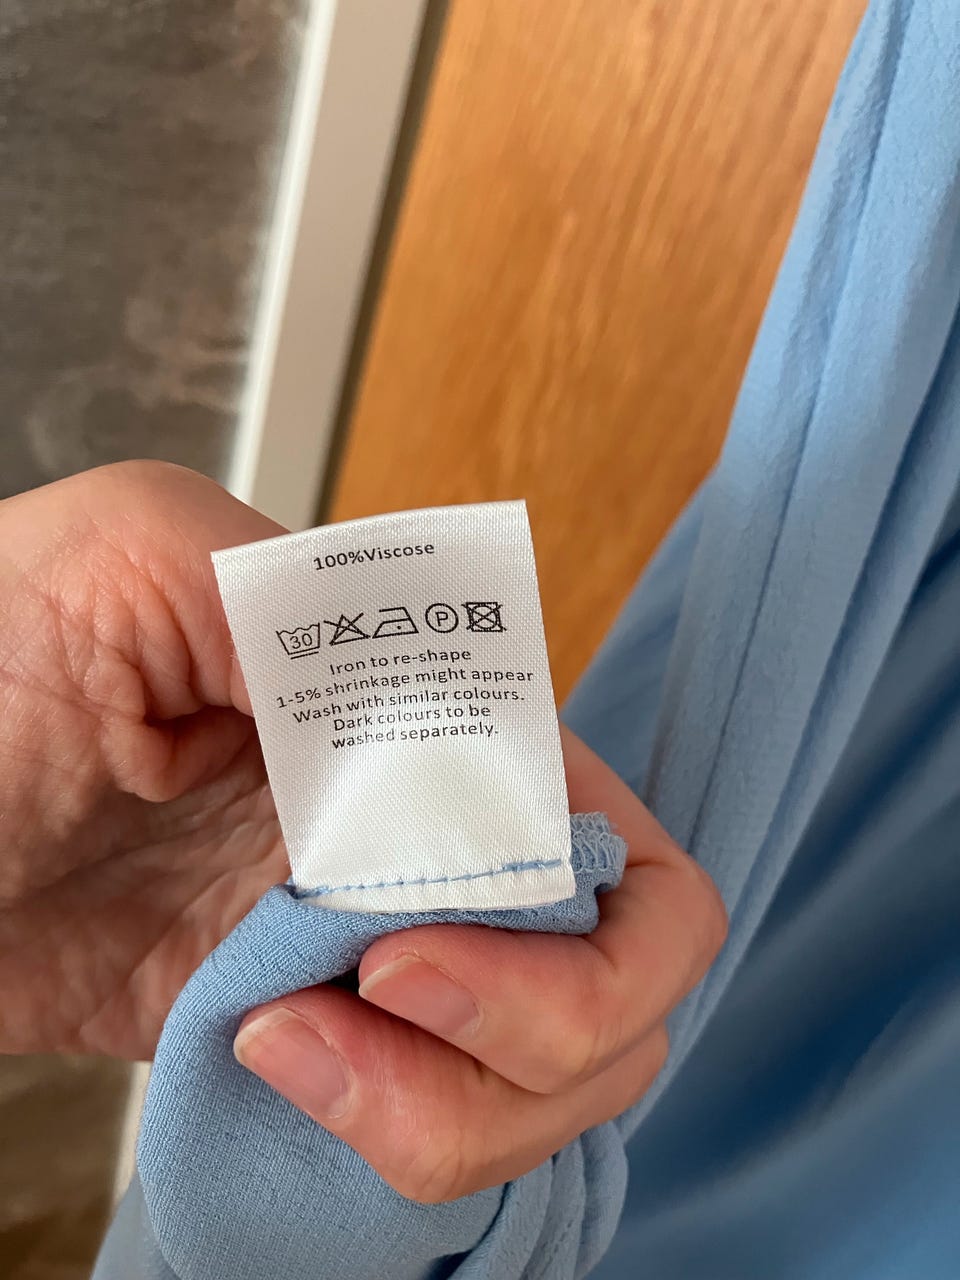 100%Viscose
30 P
Iron to re-shape
1-5% shrinkage might appear
Wash with similar colours.
Dark colours to be
washed separately.